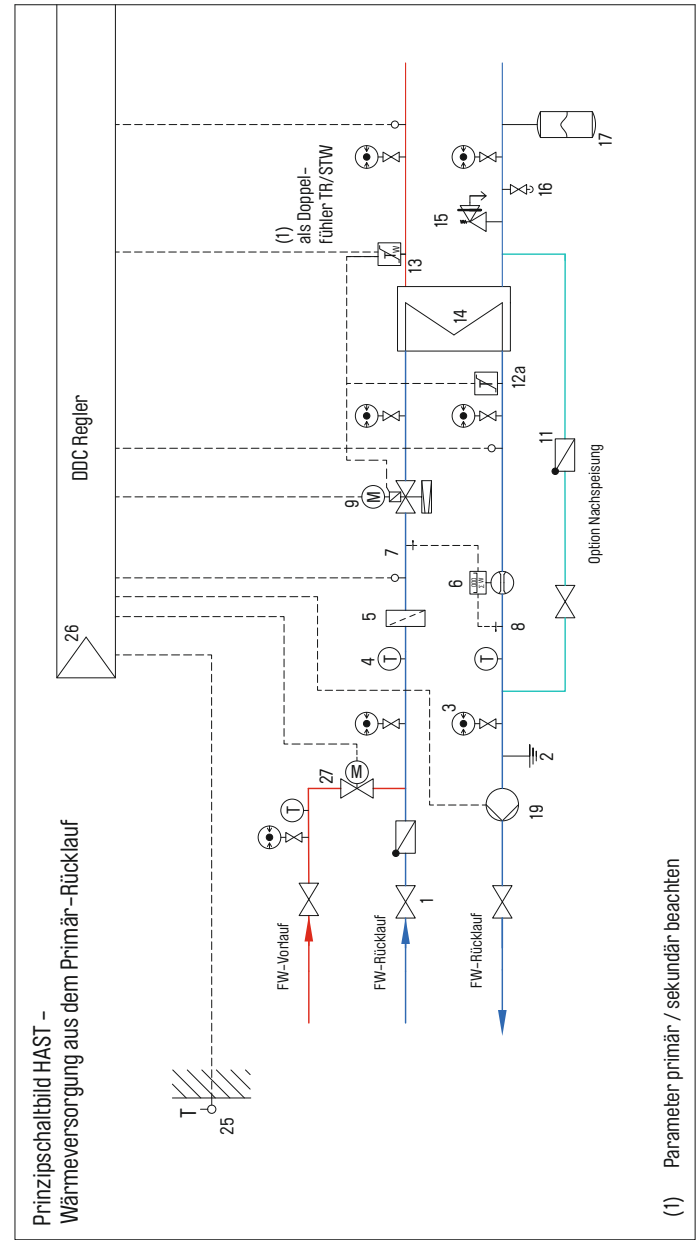 Prinzipschaltbild HAST –
Wärmeversorgung aus dem Primär-Rücklauf
DDC Regler
26
T
25
(1)
als Doppel-
fühler TR/STW
FW-Vorlauf
T
27
M
9
M
13
T
W
15
16
17
FW-Rücklauf
1
4
T
5
7
14
6
000
Σ W
8
T
12a
T
3
2
19
FW-Rücklauf
11
Option Nachspeisung
(1) Parameter primär / sekundär beachten